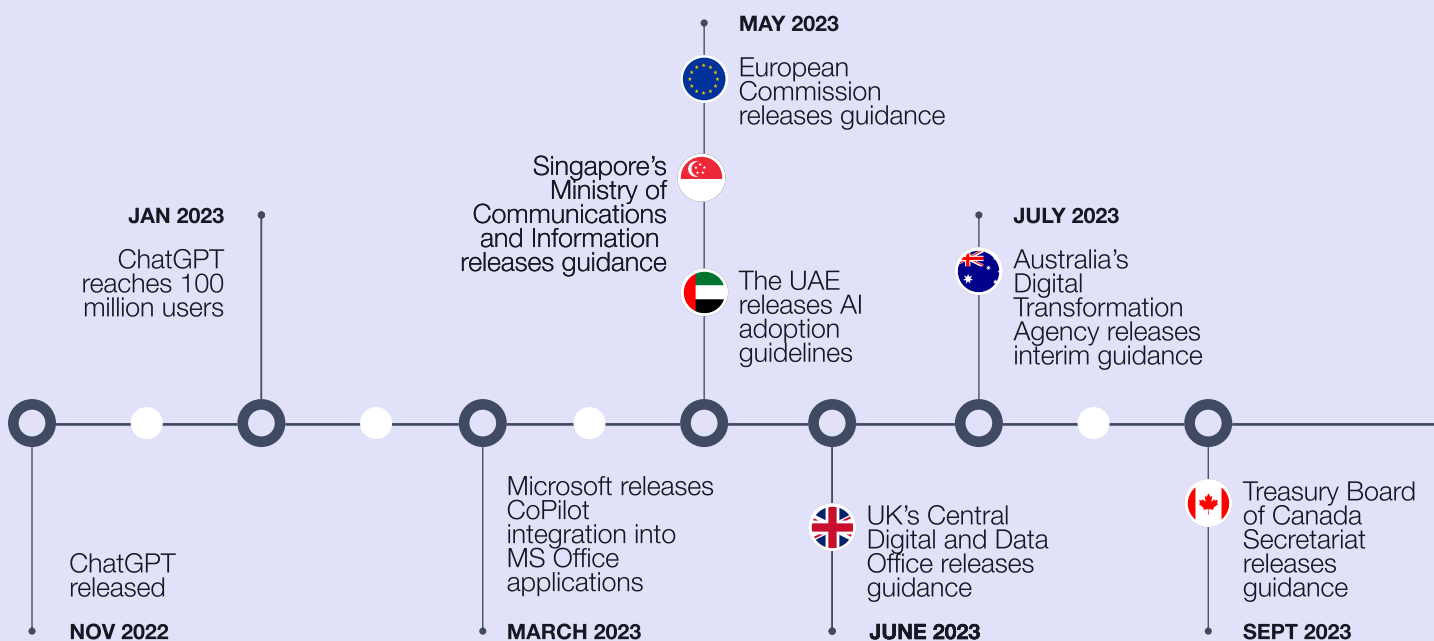 NOV 2022
ChatGPT
released
JAN 2023
ChatGPT
reaches 100
million users
MARCH 2023
Microsoft releases
CoPilot
integration into
MS Office
applications
MAY 2023
European
Commission
releases guidance
Singapore’s
Ministry of
Communications
and Information
releases guidance
The UAE
releases AI
adoption
guidelines
JUNE 2023
UK’s Central
Digital and Data
Office releases
guidance
JULY 2023
Australia’s
Digital
Transformation
Agency releases
interim guidance
SEPT 2023
Treasury Board
of Canada
Secretariat
releases
guidance